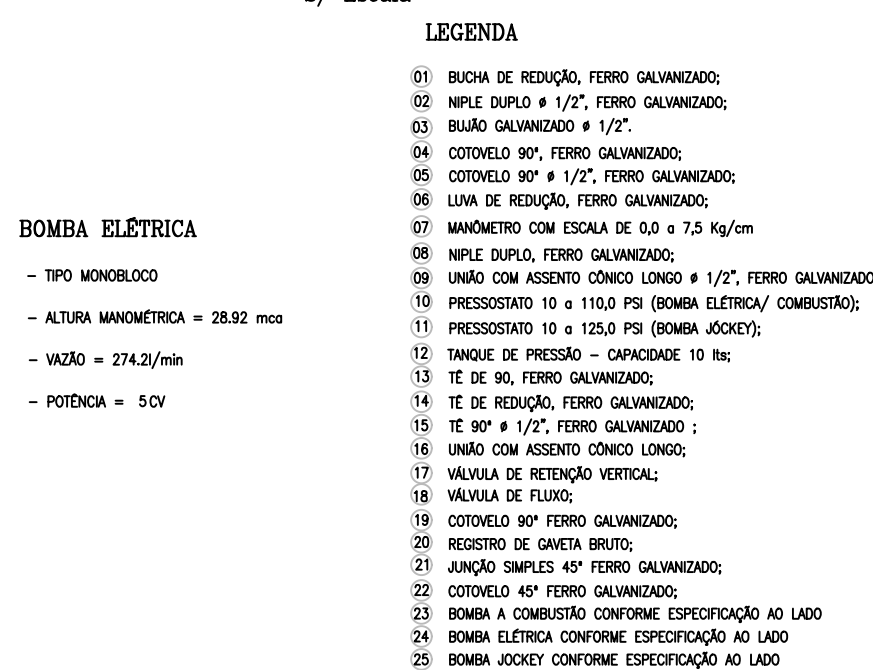 S/ Escala
LEGENDA
01 BUCHA DE REDUÇÃO, FERRO GALVANIZADO;
02 NIPLE DUPLO ø 1/2", FERRO GALVANIZADO;
03 BUJÃO GALVANIZADO ø 1/2".
04 COTOVELO 90°, FERRO GALVANIZADO;
05 COTOVELO 90° ø 1/2", FERRO GALVANIZADO;
06 LUVA DE REDUÇÃO, FERRO GALVANIZADO;
07 MANÔMETRO COM ESCALA DE 0,0 a 7,5 Kg/cm
08 NIPLE DUPLO, FERRO GALVANIZADO;
09 UNIÃO COM ASSENTO CÔNICO LONGO ø 1/2", FERRO GALVANIZADO
10 PRESSOSTATO 10 a 110,0 PSI (BOMBA ELÉTRICA/ COMBUSTÃO);
11 PRESSOSTATO 10 a 125,0 PSI (BOMBA JÓCKEY);
12 TANQUE DE PRESSÃO – CAPACIDADE 10 lts;
13 TÊ DE 90, FERRO GALVANIZADO;
14 TÊ DE REDUÇÃO, FERRO GALVANIZADO;
15 TÊ 90° ø 1/2", FERRO GALVANIZADO ;
16 UNIÃO COM ASSENTO CÔNICO LONGO;
17 VÁLVULA DE RETENÇÃO VERTICAL;
18 VÁLVULA DE FLUXO;
19 COTOVELO 90° FERRO GALVANIZADO;
20 REGISTRO DE GAVETA BRUTO;
21 JUNÇÃO SIMPLES 45° FERRO GALVANIZADO;
22 COTOVELO 45° FERRO GALVANIZADO;
23 BOMBA A COMBUSTÃO CONFORME ESPECIFICAÇÃO AO LADO
24 BOMBA ELÉTRICA CONFORME ESPECIFICAÇÃO AO LADO
25 BOMBA JOCKEY CONFORME ESPECIFICAÇÃO AO LADO
BOMBA ELÉTRICA
– TIPO MONOBLOCO
– ALTURA MANOMÉTRICA = 28.92 mca
– VAZÃO = 274.2l/min
– POTÊNCIA = 5 CV